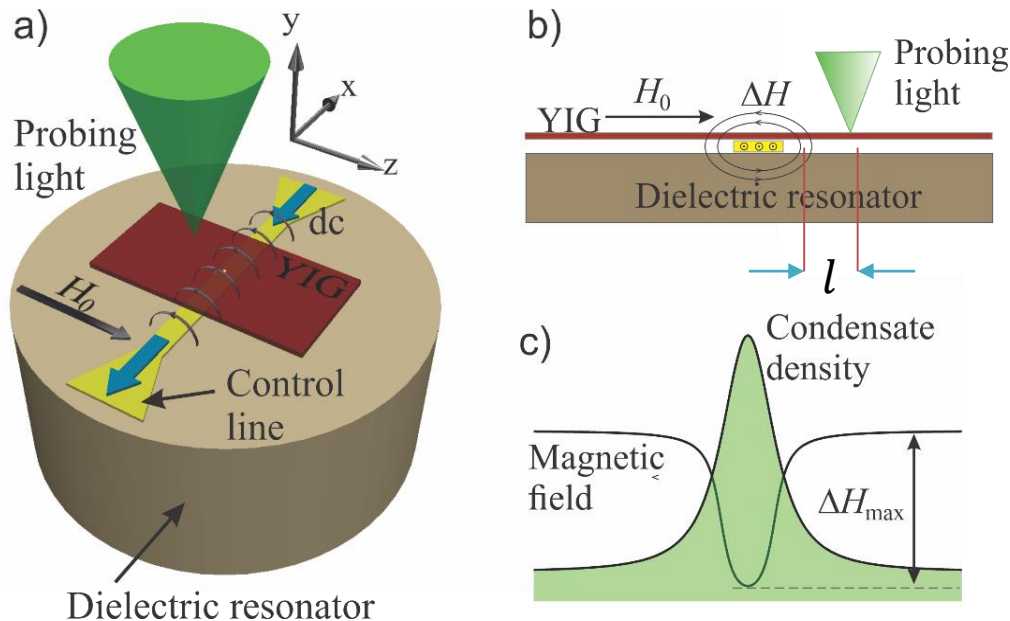 a)
Probing
light
y
x
z
dc
YIG
H₀
Control
line
Dielectric resonator
b)
Probing
light
YIG
H₀
ΔH
Dielectric resonator
l
c)
Condensate
density
Magnetic
field
ΔHmax